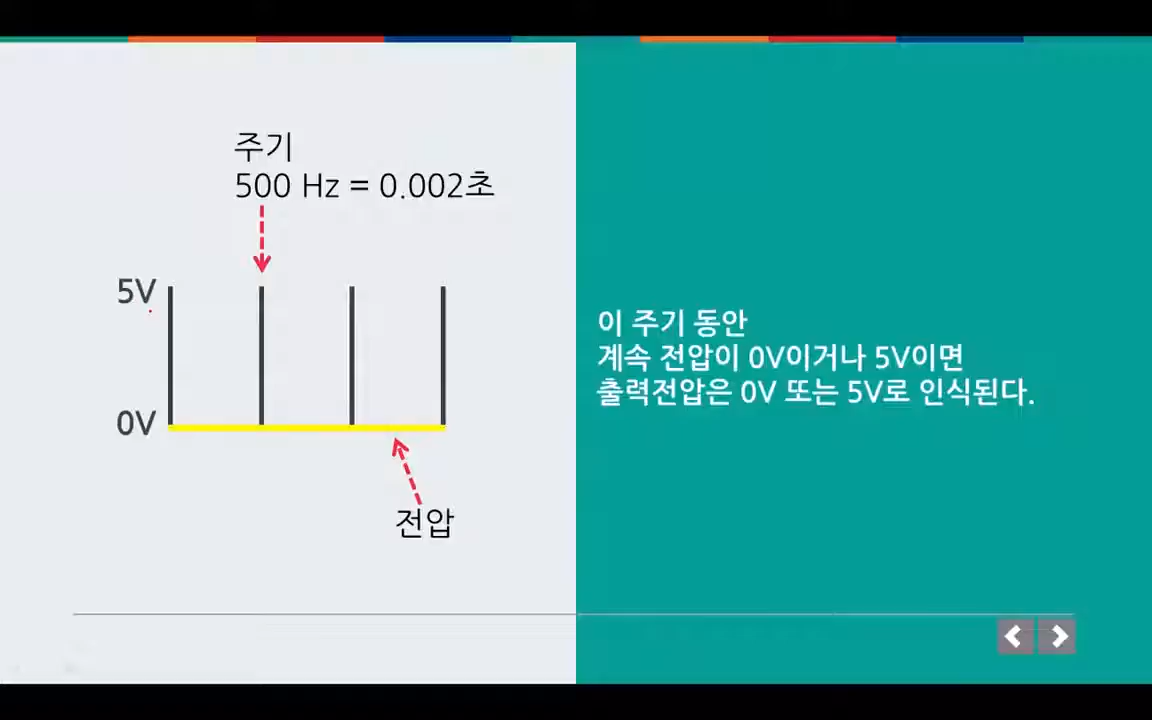 주기
500 Hz = 0.002초
5V
0V
전압
이 주기 동안
계속 전압이 0V이거나 5V이면
출력전압은 0V 또는 5V로 인식된다.